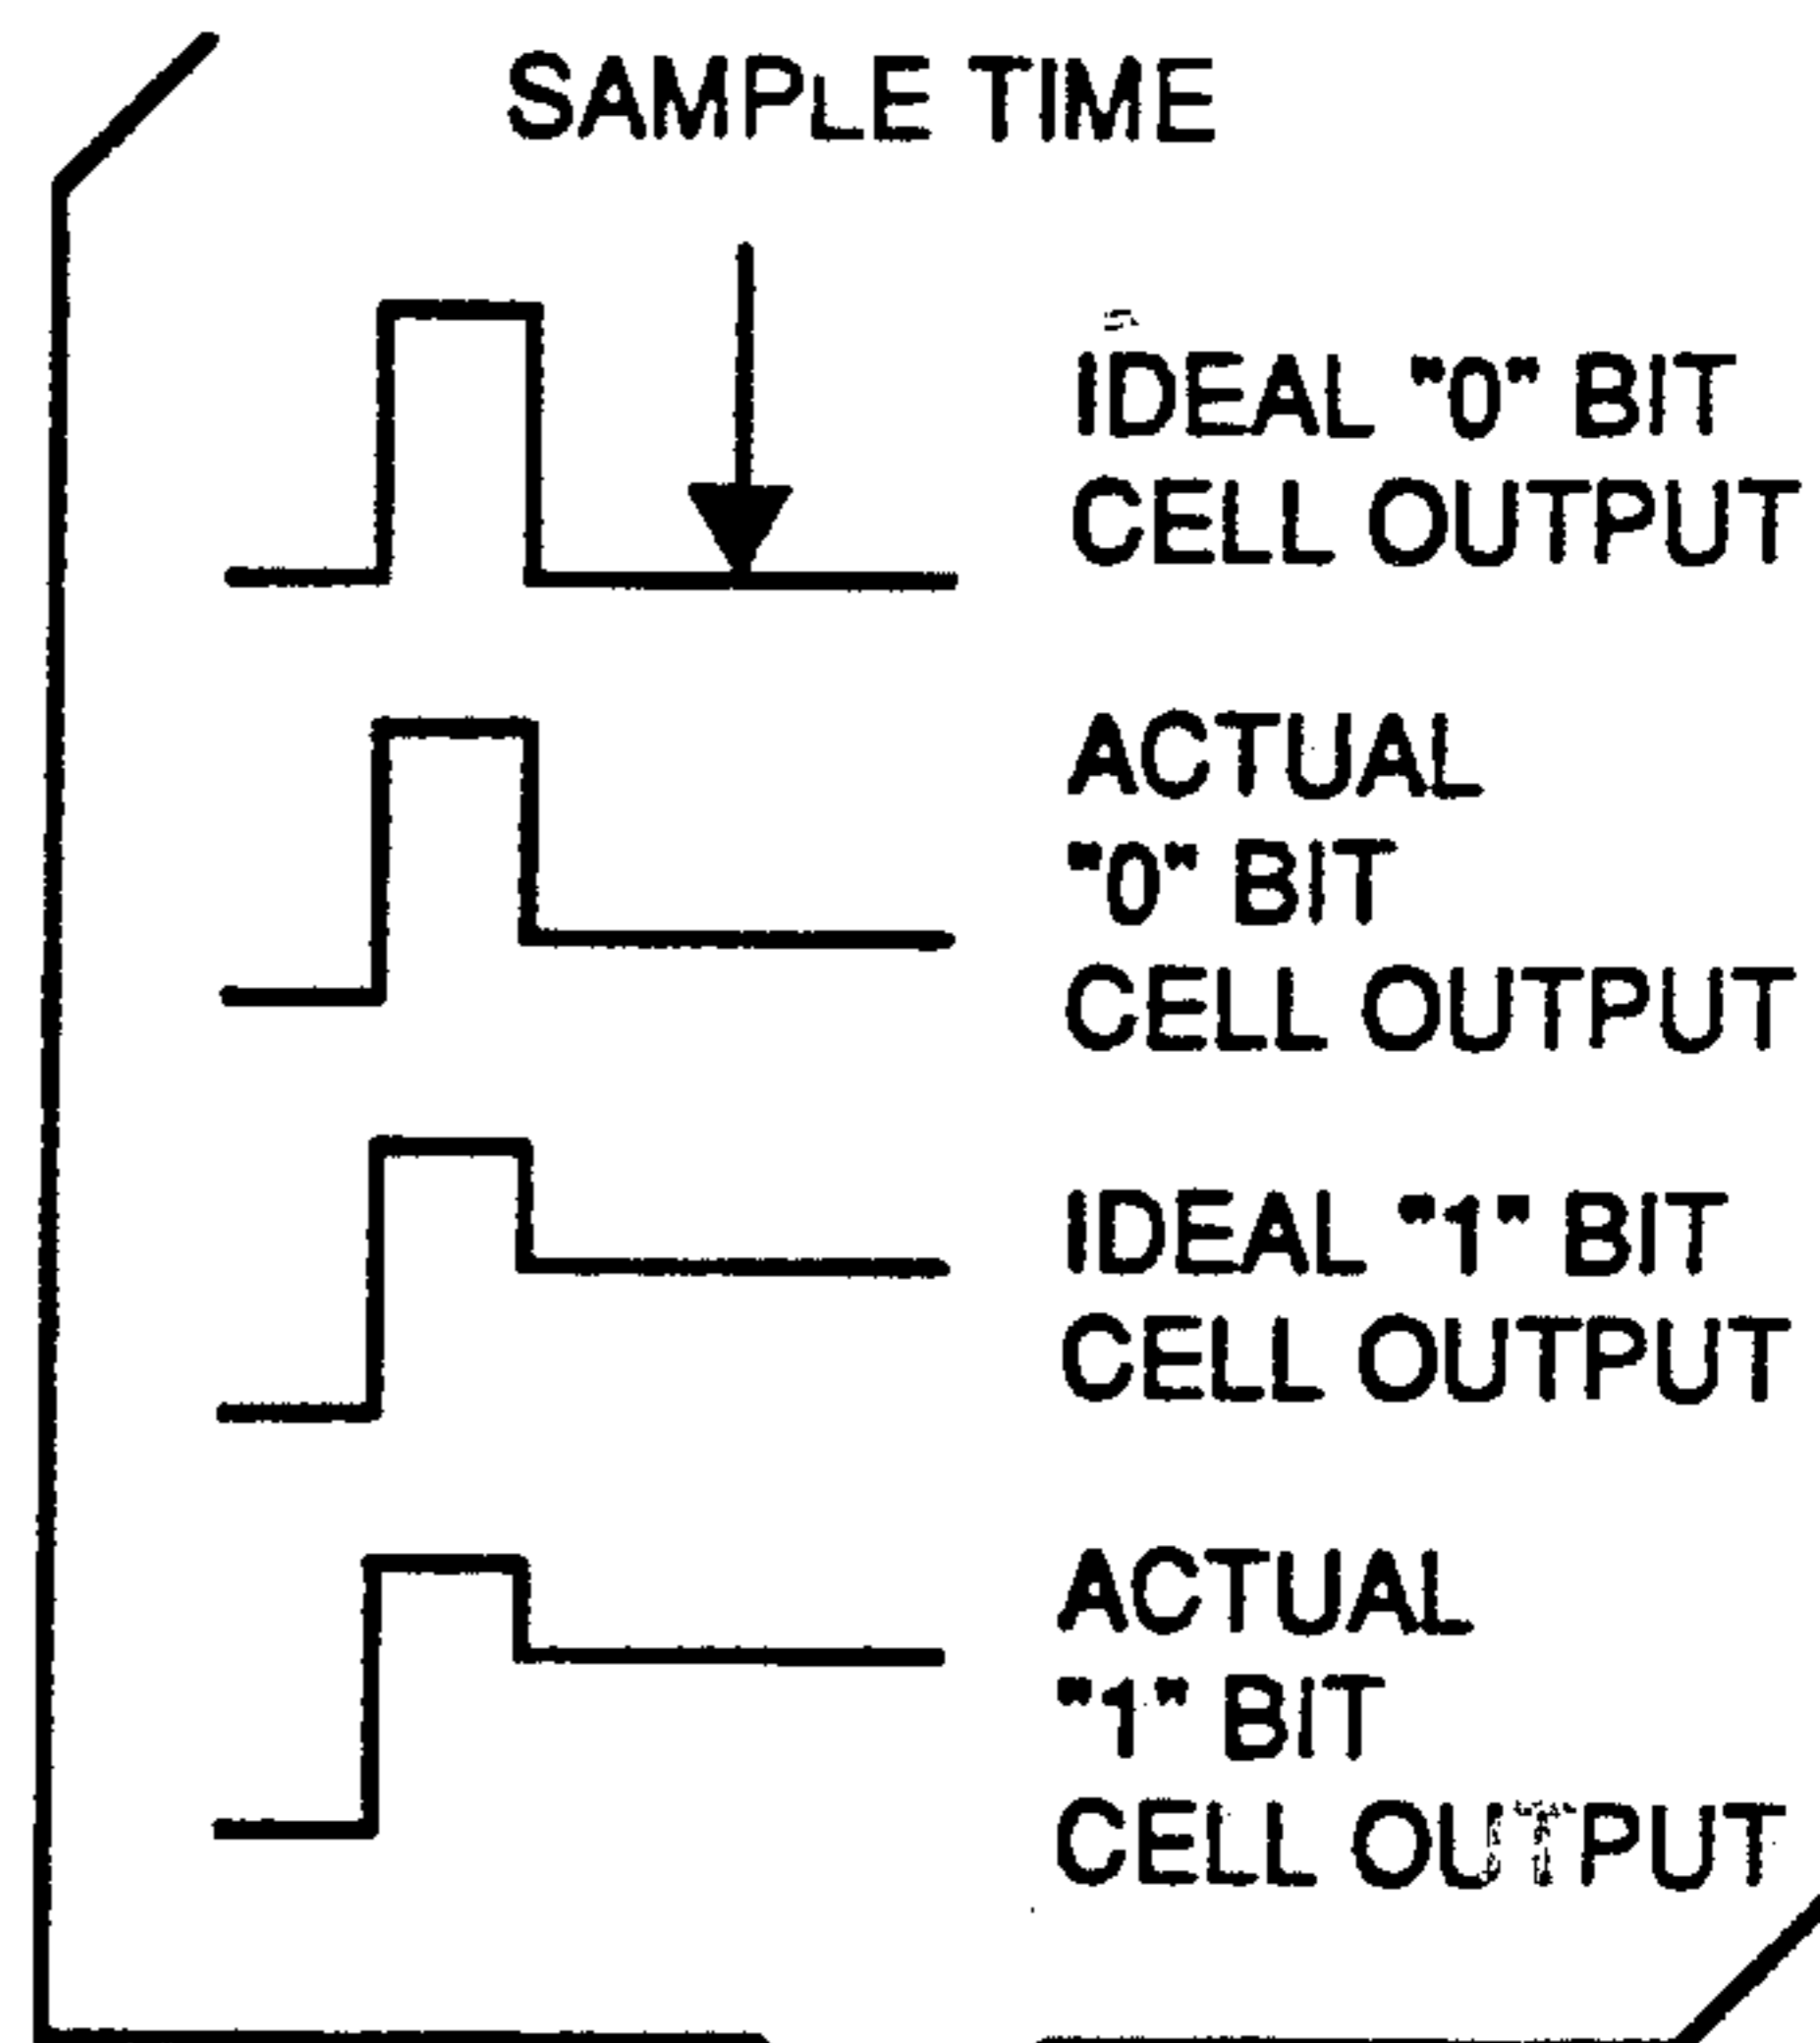 SAMPLE TIME
IDEAL "0" BIT
CELL OUTPUT
ACTUAL
"0" BIT
CELL OUTPUT
IDEAL "1" BIT
CELL OUTPUT
ACTUAL
"1" BIT
CELL OUTPUT